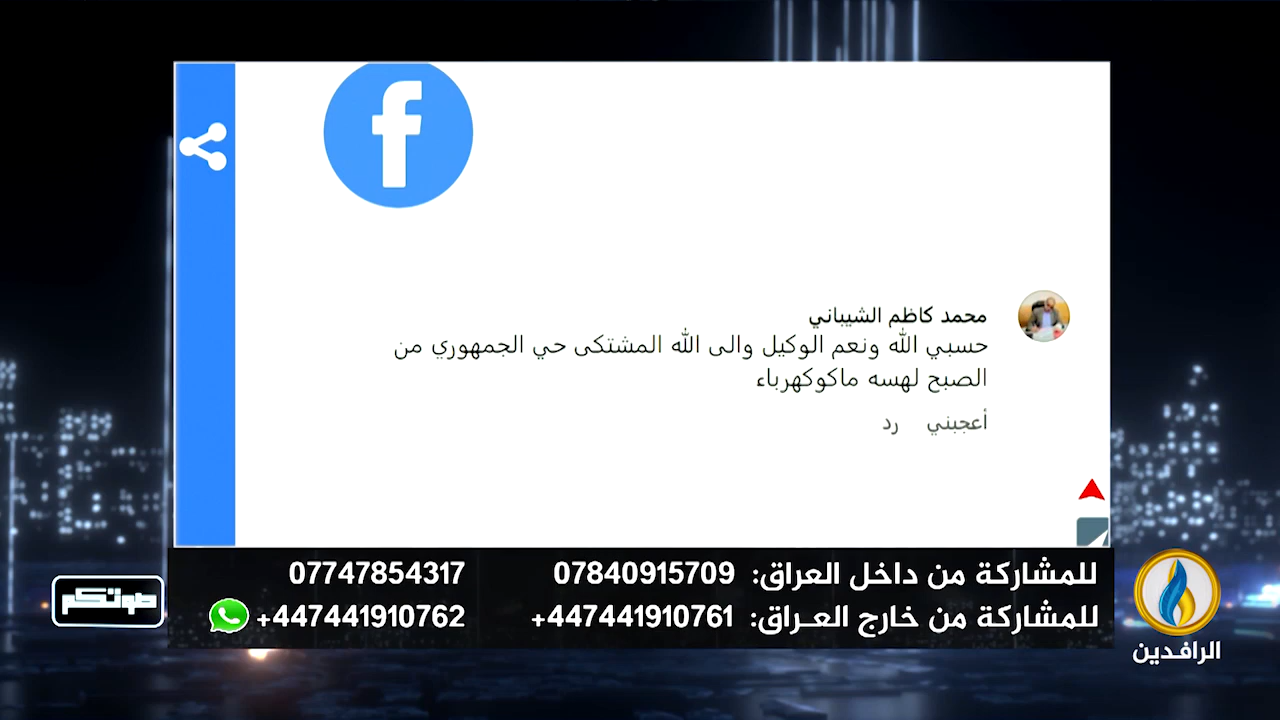 محمد كاظم الشيباني
حسبي الله ونعم الوكيل والى الله المشتكى حي الجمهوري من
الصبح لهسه ماكوكهرباء
أعجبني رد
للمشاركة من داخل العراق: 07840915709 07747854317
للمشاركة من خارج العـراق: 447441910761+ 447441910762+
صوتكم
الرافدين